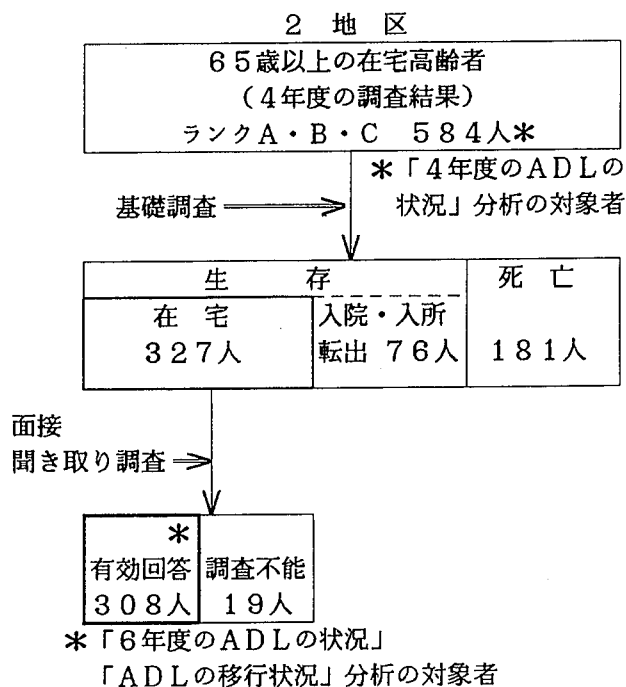 2地区
65歳以上の在宅高齢者
(4年度の調査結果)
ランクA・B・C 584人*
*「4年度のADLの
状況」分析の対象者
基礎調査
生存
死亡
在宅
327人
入院・入所
転出 76人
181人
面接
聞き取り調査
*
有効回答
308人
調査不能
19人
*「6年度のADLの状況」
「ADLの移行状況」分析の対象者